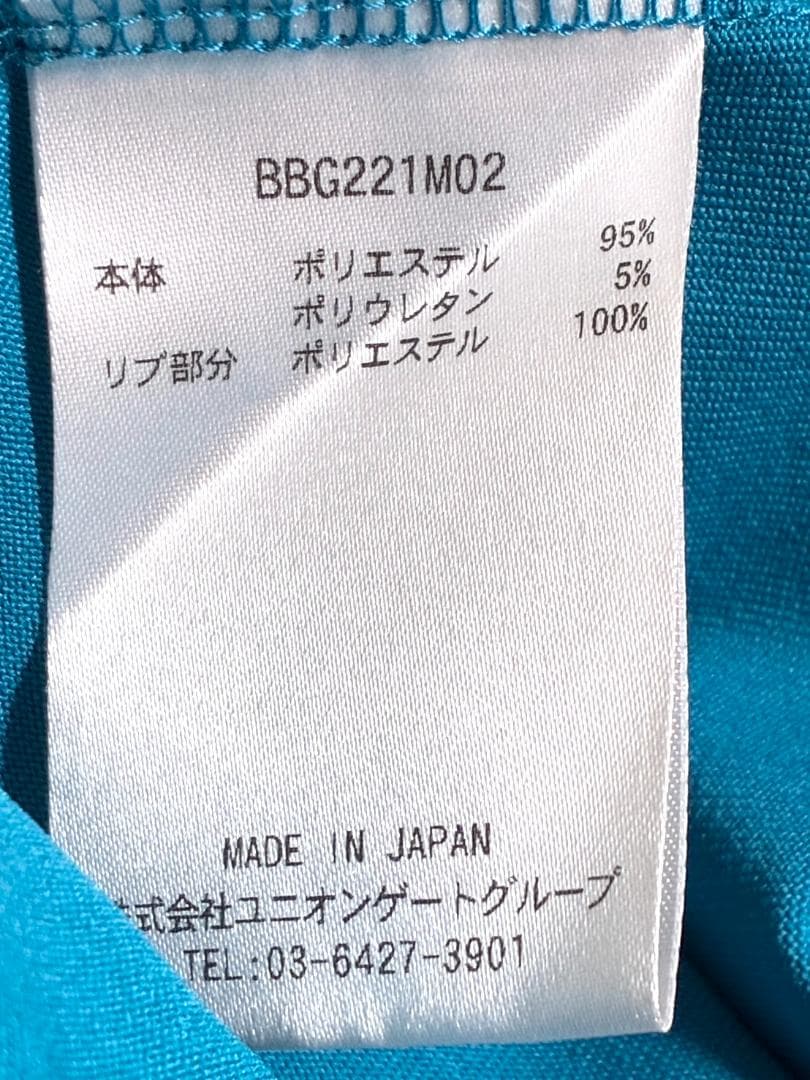 BBG221M02
本体 ポリエステル 95%
ポリウレタン 5%
リブ部分 ポリエステル 100%
MADE IN JAPAN
式会社ユニオンゲートグループ
TEL:03-6427-3901